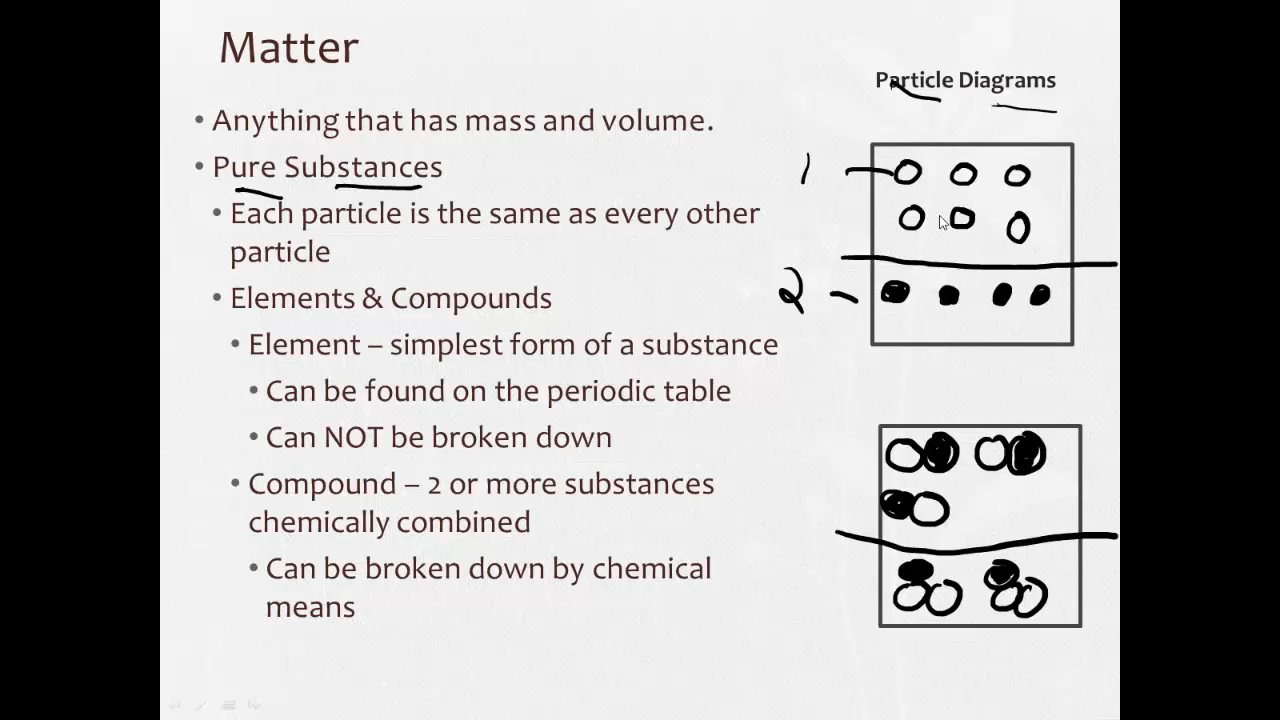 Matter
Particle Diagrams
• Anything that has mass and volume.
• Pure Substances
• Each particle is the same as every other
particle
• Elements & Compounds
• Element – simplest form of a substance
• Can be found on the periodic table
• Can NOT be broken down
• Compound – 2 or more substances
chemically combined
• Can be broken down by chemical
means
1
2